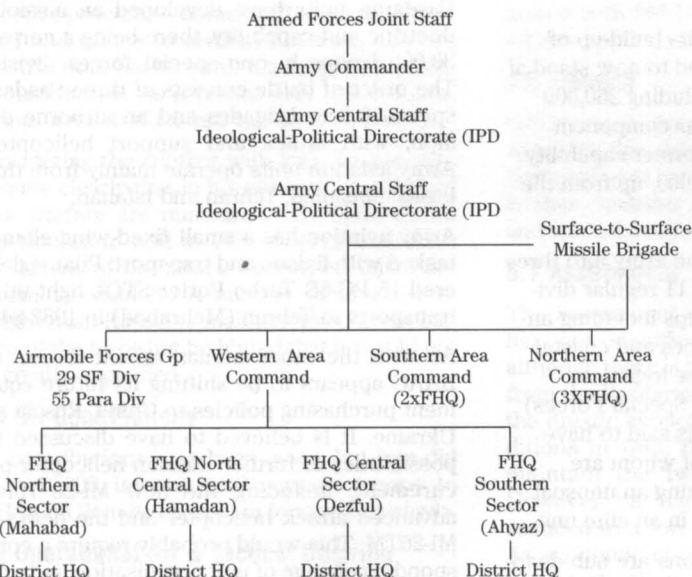 Armed Forces Joint Staff
Army Commander
Army Central Staff
Ideological-Political Directorate (IPD
Army Central Staff
Ideological-Political Directorate (IPD
Surface-to-Surface
Missile Brigade
Airmobile Forces Gp
29 SF Div
55 Para Div
Western Area
Command
Southern Area
Command
(2xFHQ)
Northern Area
Command
(3XFHQ)
FHQ
Northern
Sector
(Mahabad)
FHQ North
Central Sector
(Hamadan)
FHQ Central
Sector
(Dezful)
FHQ
Southern
Sector
(Ahyaz)
District HQ
District HQ
District HQ
District HQ